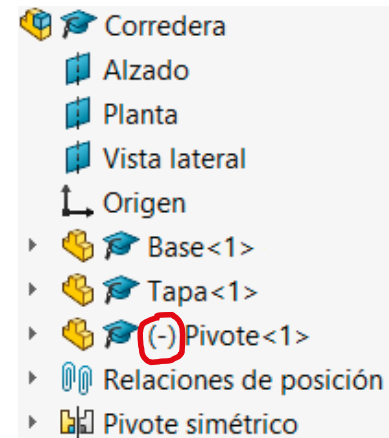 Corredera
Alzado
Planta
Vista lateral
Origen
Base<1>
Tapa<1>
(-) Pivote<1>
Relaciones de posición
Pivote simétrico